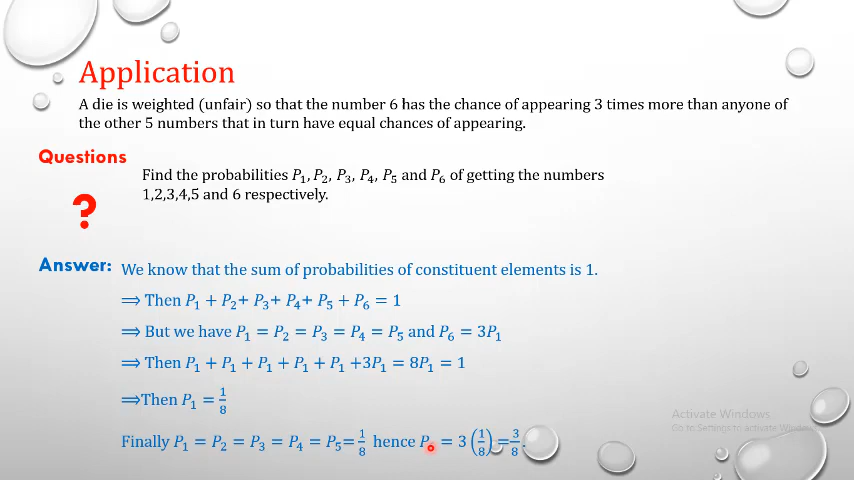 Application
A die is weighted (unfair) so that the number 6 has the chance of appearing 3 times more than anyone of
the other 5 numbers that in turn have equal chances of appearing.
Questions
?
Find the probabilities P₁, P₂, P₃, P₄, P₅ and P₆ of getting the numbers
1,2,3,4,5 and 6 respectively.
Answer: We know that the sum of probabilities of constituent elements is 1.
⟹ Then P₁ + P₂+ P₃+ P₄+ P₅ + P₆ = 1
⟹ But we have P₁ = P₂ = P₃ = P₄ = P₅ and P₆ = 3P₁
⟹ Then P₁ + P₁ + P₁ + P₁ + P₁ +3P₁ = 8P₁ = 1
⟹Then P₁ = 1/8
Finally P₁ = P₂ = P₃ = P₄ = P₅= 1/8 hence P = 3 (1/8) = 3/8.
Activate Windows
Go to Settings to activate Windows.